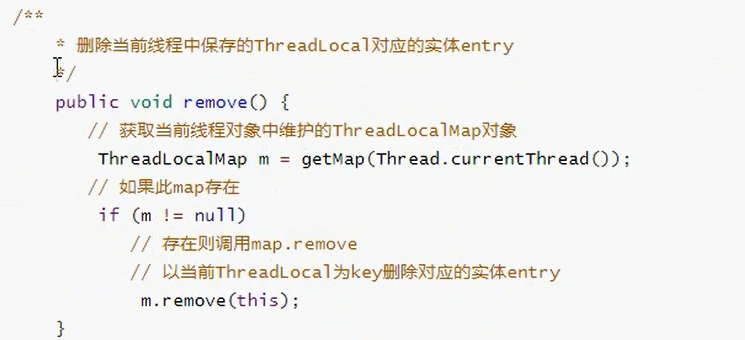 /**
* 删除当前线程中保存的ThreadLocal对应的实体entry
*/
public void remove() {
// 获取当前线程对象中维护的ThreadLocalMap对象
ThreadLocalMap m = getMap(Thread.currentThread());
// 如果此map存在
if (m != null)
// 存在则调用map.remove
// 以当前ThreadLocal为key删除对应的实体entry
m.remove(this);
}